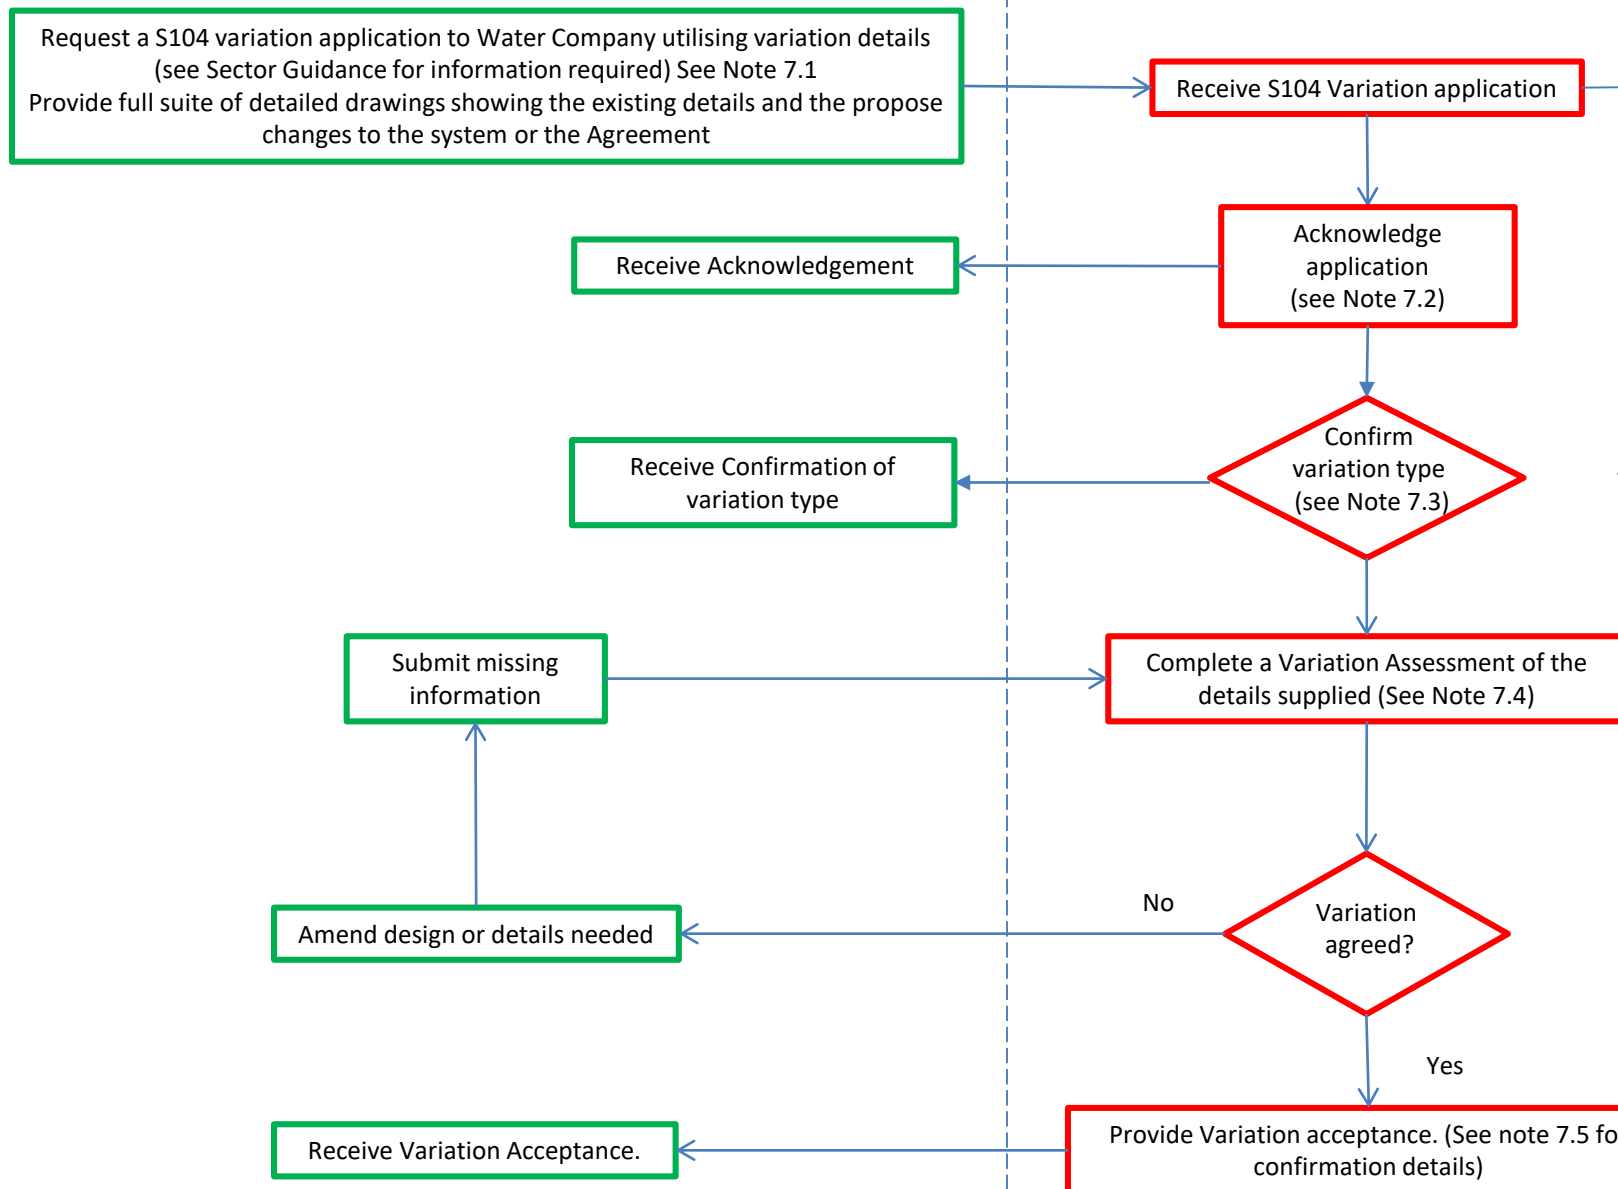 Request a S104 variation application to Water Company utilising variation details
(see Sector Guidance for information required) See Note 7.1
Provide full suite of detailed drawings showing the existing details and the propose
changes to the system or the Agreement
Receive S104 Variation application
Acknowledge
application
(see Note 7.2)
Receive Acknowledgement
Confirm
variation type
(see Note 7.3)
Receive Confirmation of
variation type
Submit missing
information
Complete a Variation Assessment of the
details supplied (See Note 7.4)
No
Variation
agreed?
Amend design or details needed
Yes
Receive Variation Acceptance.
Provide Variation acceptance. (See note 7.5 fo
confirmation details)